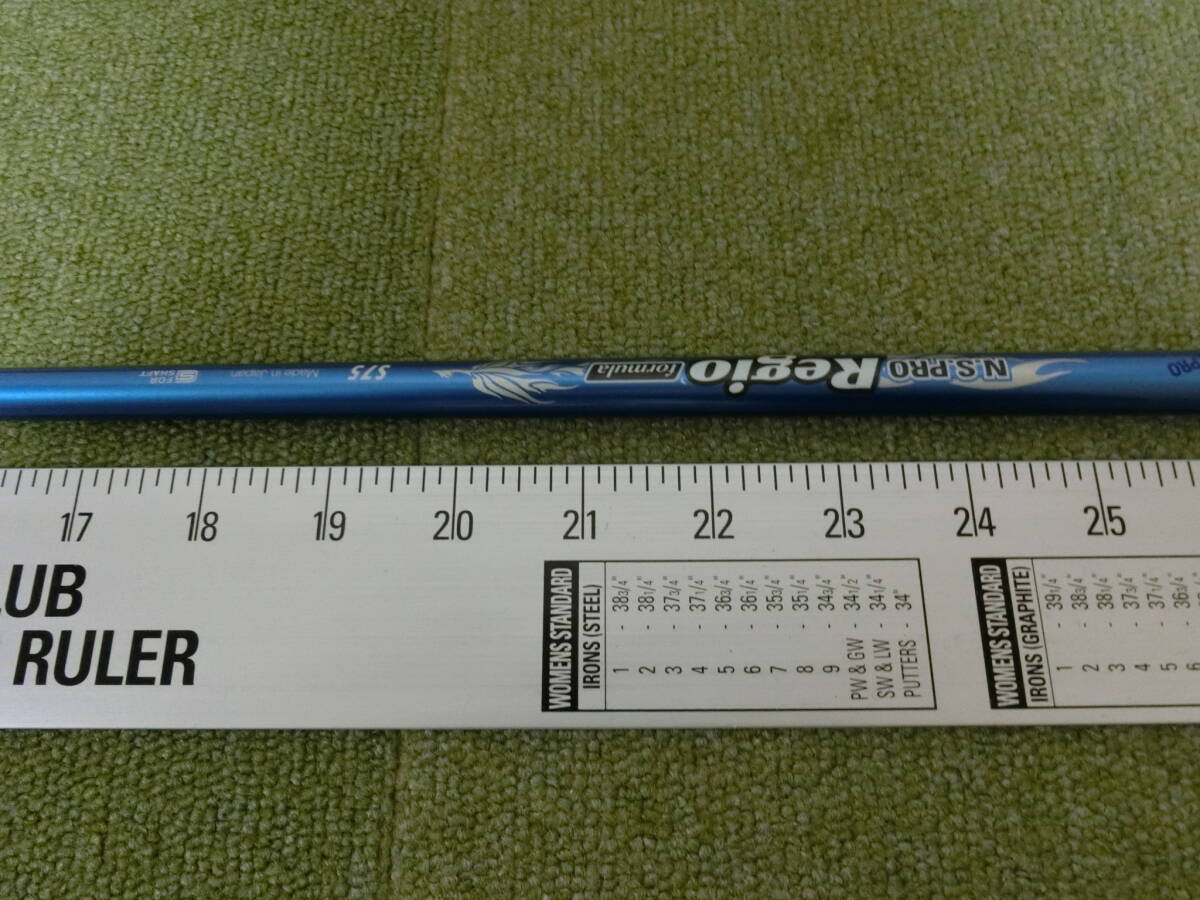 N.S.PRO Regio formula S75 Made in Japan FOR SHAFT
PRO
17 18 19 20 21 22 23 24 25
LUB
RULER
WOMENS STANDARD
IRONS (STEEL)
1 - 38 3/4"
2 - 38 1/4"
3 - 37 3/4"
4 - 37 1/4"
5 - 36 3/4"
6 - 36 1/4"
7 - 35 3/4"
8 - 35 1/4"
9 - 34 3/4"
PW & GW - 34 1/2"
SW & LW - 34 1/4"
PUTTERS - 34"
WOMENS STANDARD
IRONS (GRAPHITE)
1 - 39 1/4"
2 - 38 3/4"
3 - 38 1/4"
4 - 37 3/4"
5 - 37 1/4"
6 - 36 3/4"